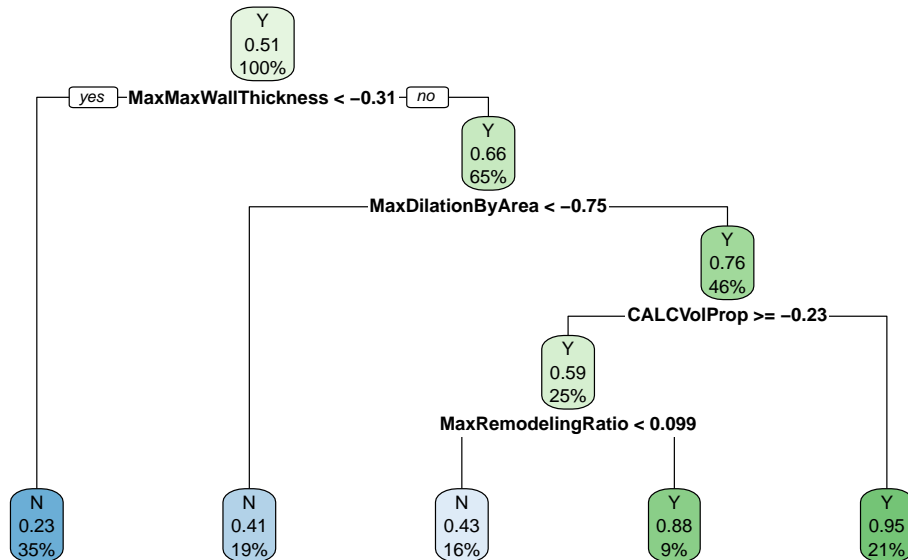 Y
0.51
100%
yes MaxMaxWallThickness < −0.31 no
Y
0.66
65%
MaxDilationByArea < −0.75
Y
0.76
46%
CALCVolProp >= −0.23
Y
0.59
25%
MaxRemodelingRatio < 0.099
N
0.23
35%
N
0.41
19%
N
0.43
16%
Y
0.88
9%
Y
0.95
21%